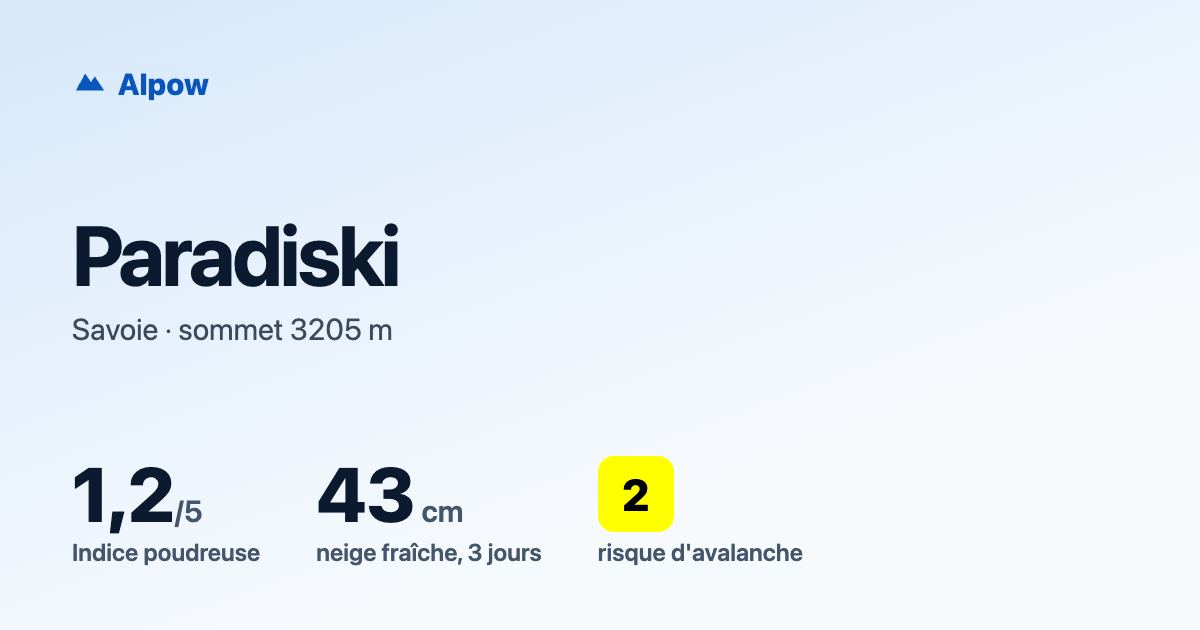 Alpow
Paradiski
Savoie · sommet 3205 m
1,2/5
Indice poudreuse
43 cm
neige fraîche, 3 jours
2
risque d'avalanche